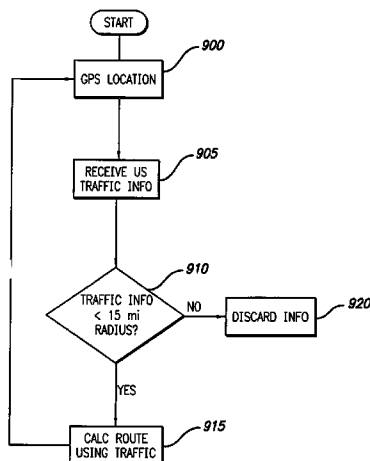 START
900
GPS LOCATION
905
RECEIVE US
TRAFFIC INFO
910
TRAFFIC INFO
< 15 mi
RADIUS?
NO
920
DISCARD INFO
YES
915
CALC ROUTE
USING TRAFFIC